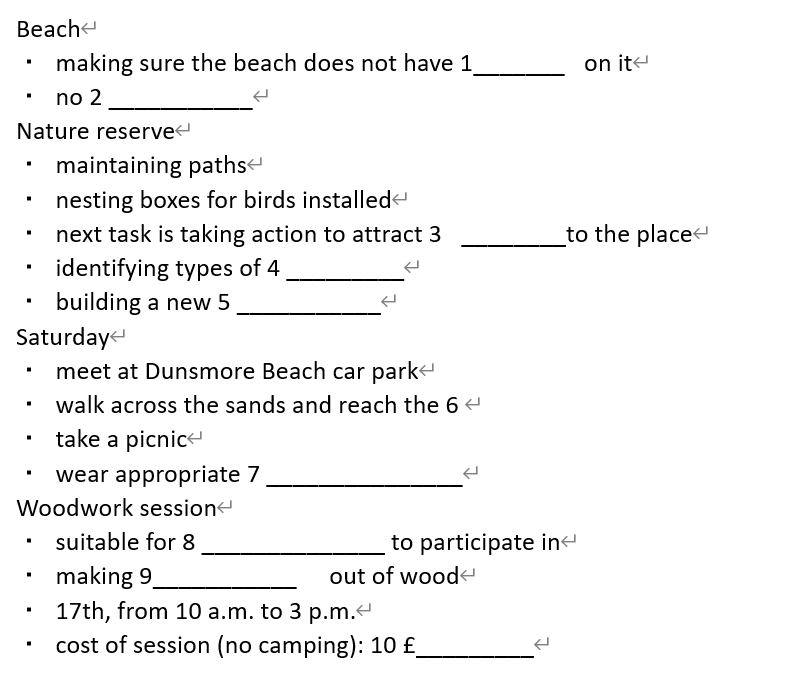 Beach↵
▪ making sure the beach does not have 1_______ on it↵
▪ no 2 ___________↵
Nature reserve↵
▪ maintaining paths↵
▪ nesting boxes for birds installed↵
▪ next task is taking action to attract 3 ________to the place↵
▪ identifying types of 4 _________↵
▪ building a new 5 ___________↵
Saturday↵
▪ meet at Dunsmore Beach car park↵
▪ walk across the sands and reach the 6 ↵
▪ take a picnic↵
▪ wear appropriate 7 _______________↵
Woodwork session↵
▪ suitable for 8 ______________ to participate in↵
▪ making 9___________ out of wood↵
▪ 17th, from 10 a.m. to 3 p.m.↵
▪ cost of session (no camping): 10 £_________↵